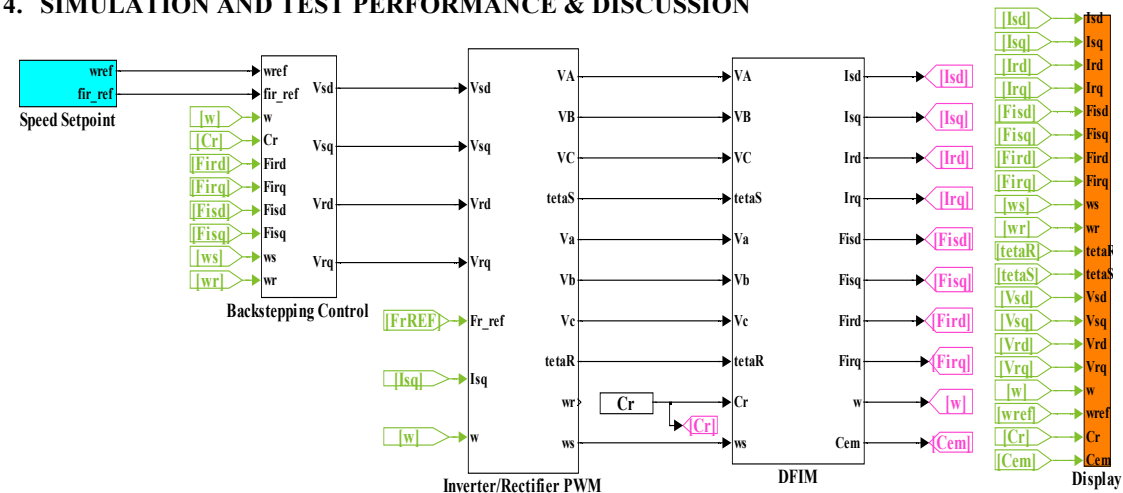 4. SIMULATION AND TEST PERFORMANCE & DISCUSSION
wref
fir_ref
Speed Setpoint
[w]
[Cr]
[Fird]
[Firq]
[Fisd]
[Fisq]
[ws]
[wr]
wref
fir_ref
w
Cr
Fird
Firq
Fisd
Fisq
ws
wr
Vsd
Vsq
Vrd
Vrq
Backstepping Control
[FrREF]
[Isq]
[w]
Vsd
Vsq
Vrd
Vrq
Fr_ref
Isq
w
VA
VB
VC
tetaS
Va
Vb
Vc
tetaR
wr
ws
Inverter/Rectifier PWM
Cr
[Cr]
VA
VB
VC
tetaS
Va
Vb
Vc
tetaR
Cr
ws
Isd
Isq
Ird
Irq
Fisd
Fisq
Fird
Firq
w
Cem
DFIM
[Isd]
[Isq]
[Ird]
[Irq]
[Fisd]
[Fisq]
[Fird]
[Firq]
[w]
[Cem]
[Isd]
[Isq]
[Ird]
[Irq]
[Fisd]
[Fisq]
[Fird]
[Firq]
[ws]
[wr]
[tetaR]
[tetaS]
[Vsd]
[Vsq]
[Vrd]
[Vrq]
[w]
[wref]
[Cr]
[Cem]
Isd
Isq
Ird
Irq
Fisd
Fisq
Fird
Firq
ws
wr
tetaR
tetaS
Vsd
Vsq
Vrd
Vrq
w
wref
Cr
Cem
Display